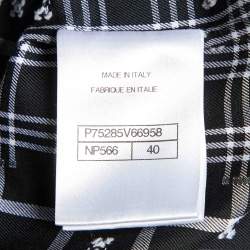 MADE IN ITALY
FABRIQUE EN ITALIE
P75285V66958
NP566 40